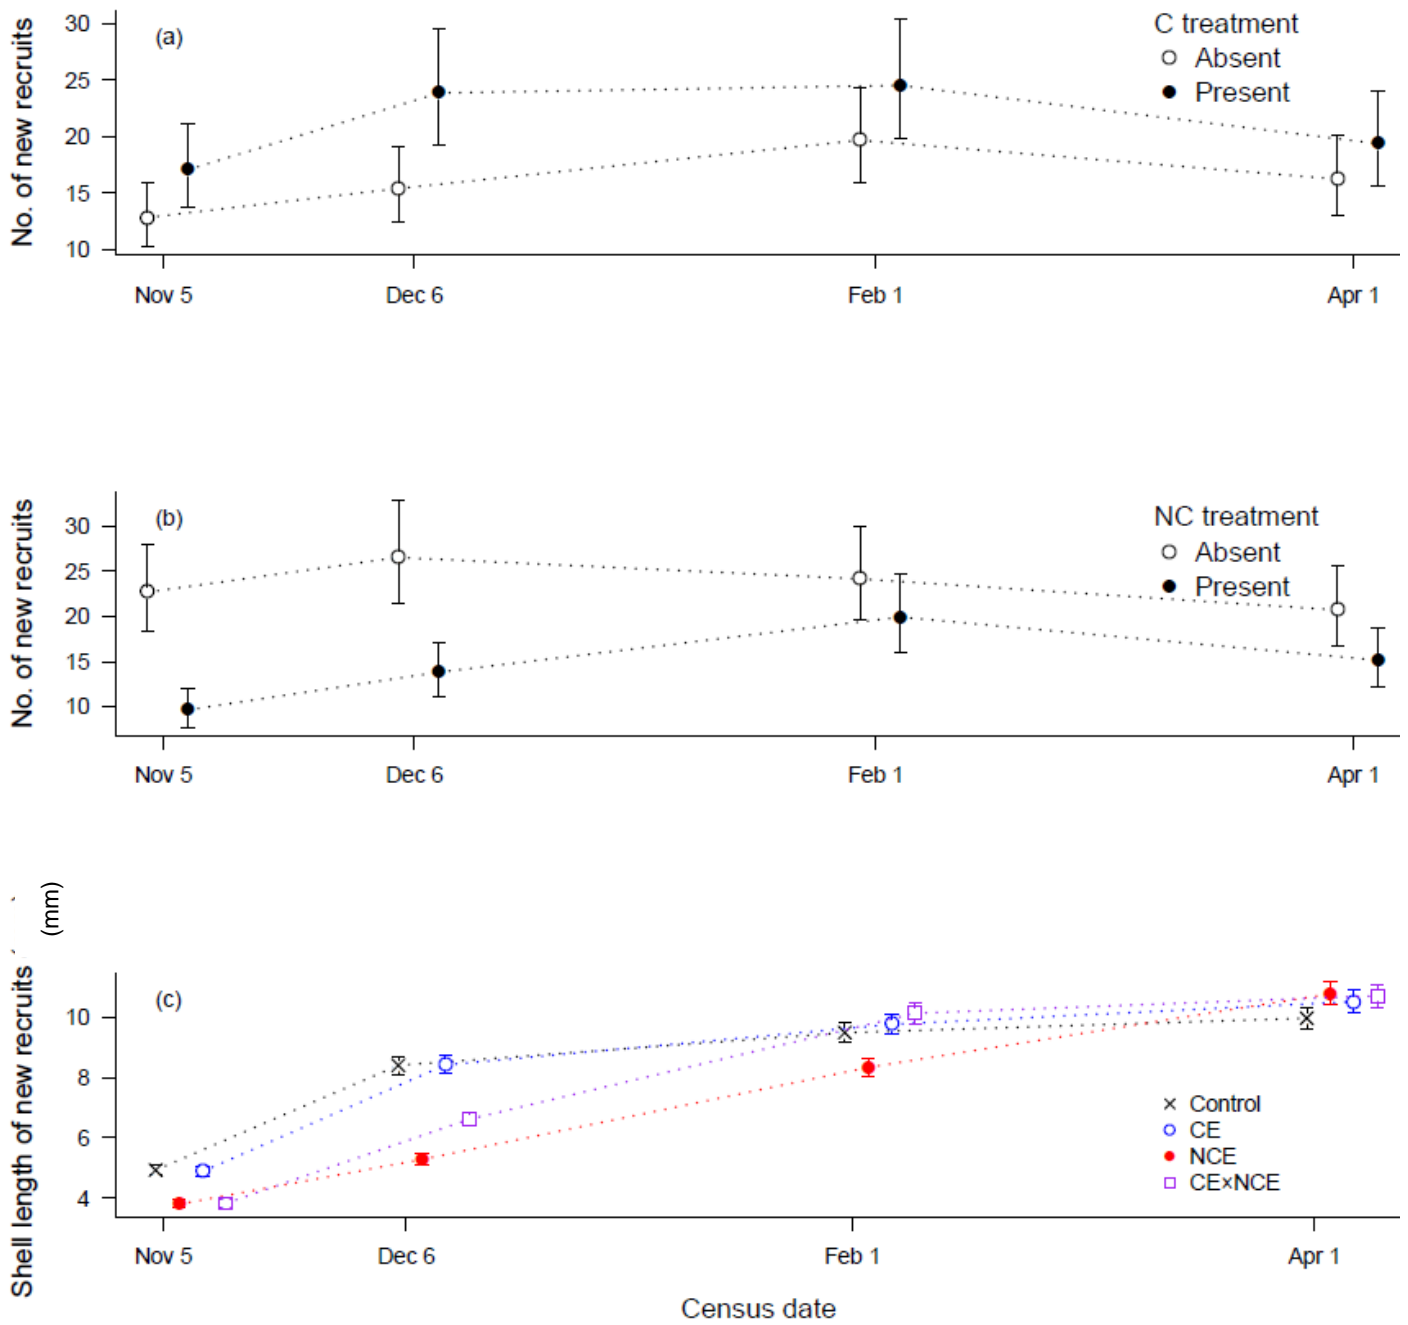 No. of new recruits
30
25
20
15
10
(a)
C treatment
Absent
Present
Nov 5
Dec 6
Feb 1
Apr 1
No. of new recruits
30
25
20
15
10
(b)
NC treatment
Absent
Present
Nov 5
Dec 6
Feb 1
Apr 1
Shell length of new recruits
(mm)
10
8
6
4
(c)
Control
CE
NCE
CE×NCE
Nov 5
Dec 6
Feb 1
Apr 1
Census date